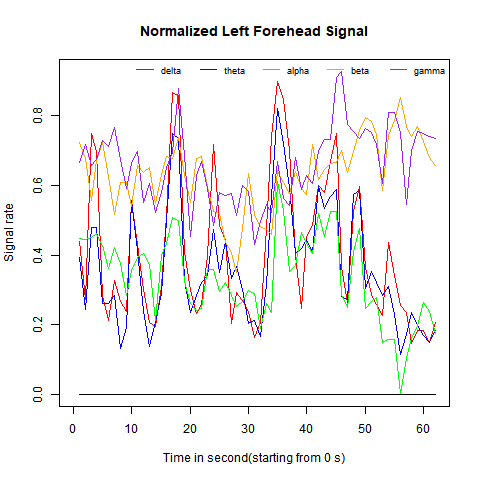 Normalized Left Forehead Signal
delta theta alpha beta gamma
0.8
0.6
0.4
0.2
0.0
Signal rate
0 10 20 30 40 50 60
Time in second(starting from 0 s)